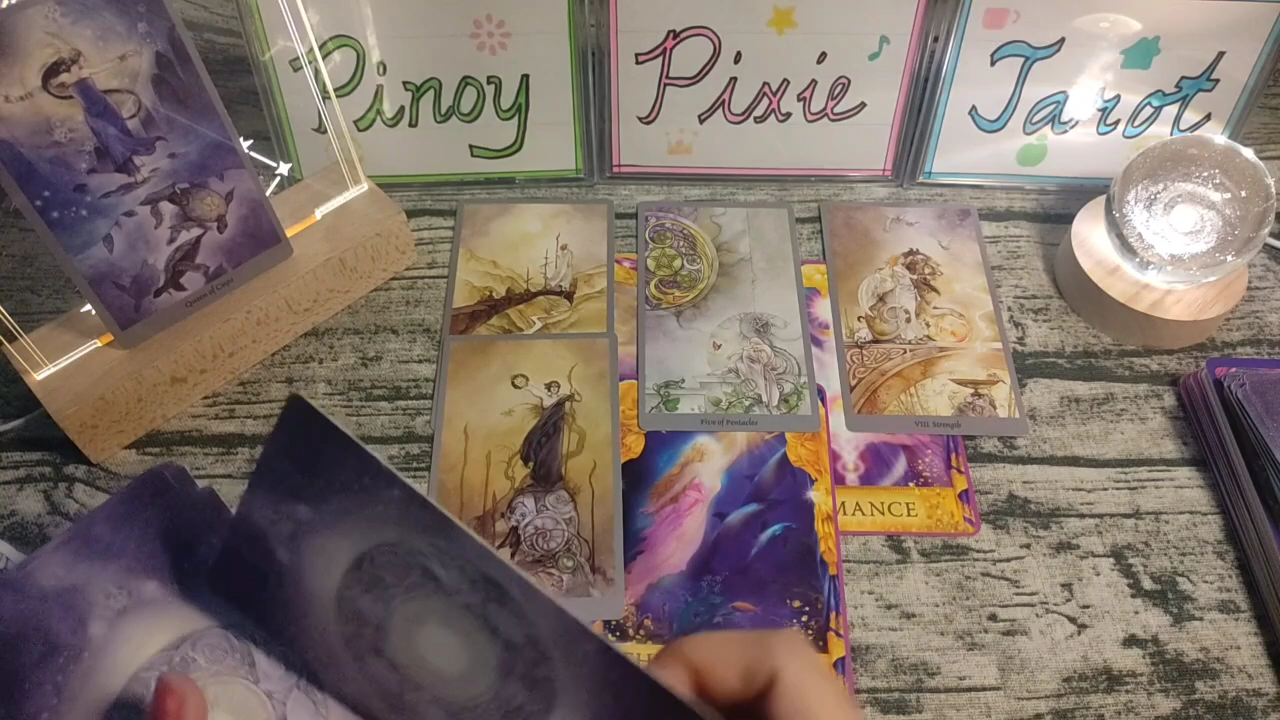 Pinoy
Pixie
Tarot
Queen of Cups
Five of Pentacles
VIII Strength
MANCE